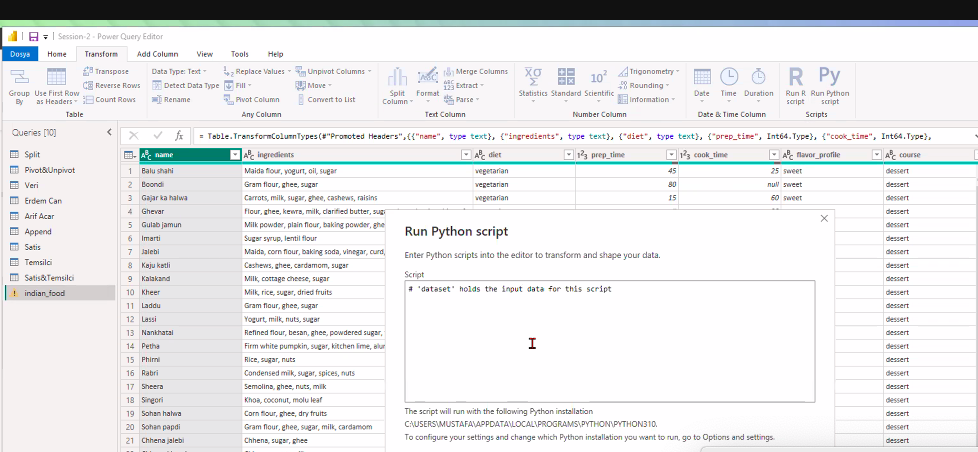 Session-2 - Power Query Editor
Dosya Home Transform Add Column View Tools Help
Group By
Use First Row as Headers
Transpose
Reverse Rows
Count Rows
Table
Data Type: Text
Detect Data Type
Rename
Replace Values
Fill
Pivot Column
Unpivot Columns
Move
Convert to List
Any Column
Split Column
Format
Merge Columns
Extract
Parse
Text Column
Statistics
Standard
Scientific
Trigonometry
Rounding
Information
Number Column
Date
Time
Duration
Date & Time Column
Run R script
Run Python script
Scripts
Queries [10]
Split
Pivot&Unpivot
Veri
Erdem Can
Arif Acar
Append
Satis
Temsilci
Satis&Temsilci
indian_food
= Table.TransformColumnTypes(#"Promoted Headers",{{"name", type text}, {"ingredients", type text}, {"diet", type text}, {"prep_time", Int64.Type}, {"cook_time", Int64.Type},
name ingredients diet prep_time cook_time flavor_profile course
1 Balu shahi Maida flour, yogurt, oil, sugar vegetarian 45 25 sweet dessert
2 Boondi Gram flour, ghee, sugar vegetarian 80 null sweet dessert
3 Gajar ka halwa Carrots, milk, sugar, ghee, cashews, raisins vegetarian 15 60 sweet dessert
4 Ghevar Flour, ghee, kewra, milk, clarified butter, suga dessert
5 Gulab jamun Milk powder, plain flour, baking powder, ghe dessert
6 Imarti Sugar syrup, lentil flour dessert
7 Jalebi Maida, corn flour, baking soda, vinegar, curd, dessert
8 Kaju katli Cashews, ghee, cardamom, sugar dessert
9 Kalakand Milk, cottage cheese, sugar dessert
10 Kheer Milk, rice, sugar, dried fruits dessert
11 Laddu Gram flour, ghee, sugar dessert
12 Lassi Yogurt, milk, nuts, sugar dessert
13 Nankhatai Refined flour, besan, ghee, powdered sugar, dessert
14 Petha Firm white pumpkin, sugar, kitchen lime, alu dessert
15 Phirni Rice, sugar, nuts dessert
16 Rabri Condensed milk, sugar, spices, nuts dessert
17 Sheera Semolina, ghee, nuts, milk dessert
18 Singori Khoa, coconut, molu leaf dessert
19 Sohan halwa Corn flour, ghee, dry fruits dessert
20 Sohan papdi Gram flour, ghee, sugar, milk, cardamom dessert
21 Chhena jalebi Chhena, sugar, ghee dessert
Run Python script
Enter Python scripts into the editor to transform and shape your data.
Script
# 'dataset' holds the input data for this script
The script will run with the following Python installation
C:\USERS\MUSTAFA\APPDATA\LOCAL\PROGRAMS\PYTHON\PYTHON310.
To configure your settings and change which Python installation you want to run, go to Options and settings.